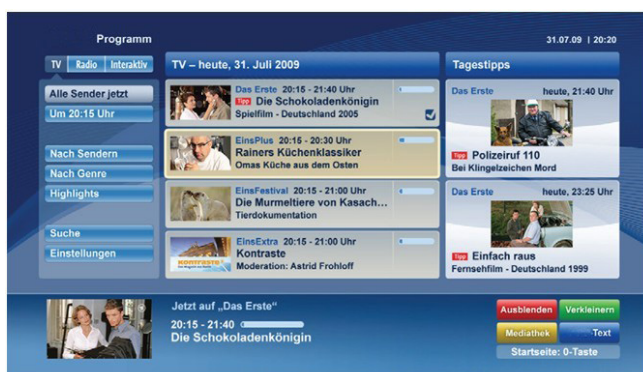 Programm
31.07.09 | 20:20
TV
Radio
Interaktiv
TV – heute, 31. Juli 2009
Tagestipps
Alle Sender jetzt
Um 20:15 Uhr
Nach Sendern
Nach Genre
Highlights
Suche
Einstellungen
Das Erste 20:15 - 21:40 Uhr
Tipp Die Schokoladenkönigin
Spielfilm - Deutschland 2005
EinsPlus 20:15 - 20:30 Uhr
Rainers Küchenklassiker
Omas Küche aus dem Osten
EinsFestival 20:15 - 21:00 Uhr
Die Murmeltiere von Kasach...
Tierdokumentation
KONTRASTE
EinsExtra 20:15 - 21:00 Uhr
Kontraste
Moderation: Astrid Frohloff
Das Erste heute, 21:40 Uhr
Tipp Polizeiruf 110
Bei Klingelzeichen Mord
Das Erste heute, 23:25 Uhr
Tipp Einfach raus
Fernsehfilm - Deutschland 1999
Jetzt auf „Das Erste“
20:15 - 21:40
Die Schokoladenkönigin
Ausblenden
Verkleinern
Mediathek
Text
Startseite: 0-Taste